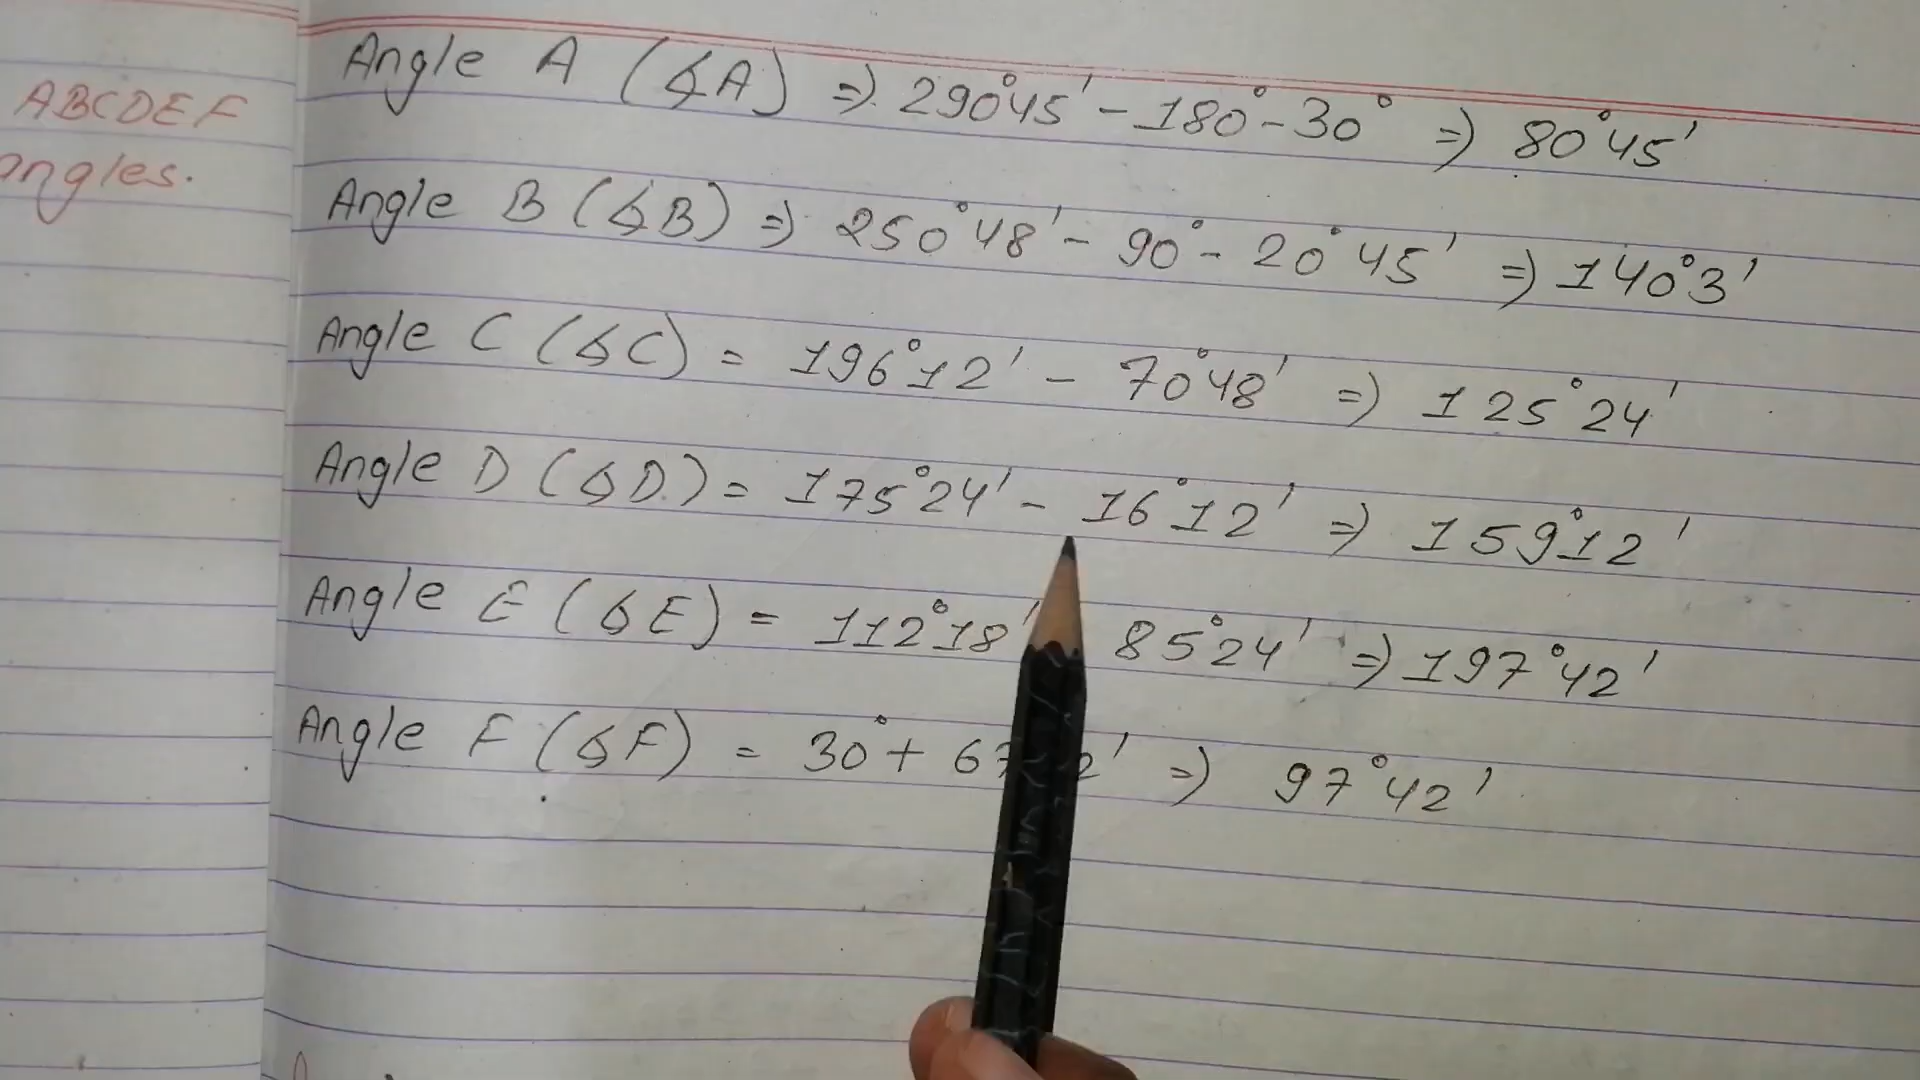 ABCDEF
angles.
Angle A (∡A) => 290°45' - 180° - 30° => 80°45'
Angle B (∡B) => 250°48' - 90° - 20°45' => 140°3'
Angle C (∡C) = 196°12' - 70°48' => 125°24'
Angle D (∡D) = 175°24' - 16°12' => 159°12'
Angle E (∡E) = 112°18' 85°24' => 197°42'
Angle F (∡F) = 30° + => 97°42'